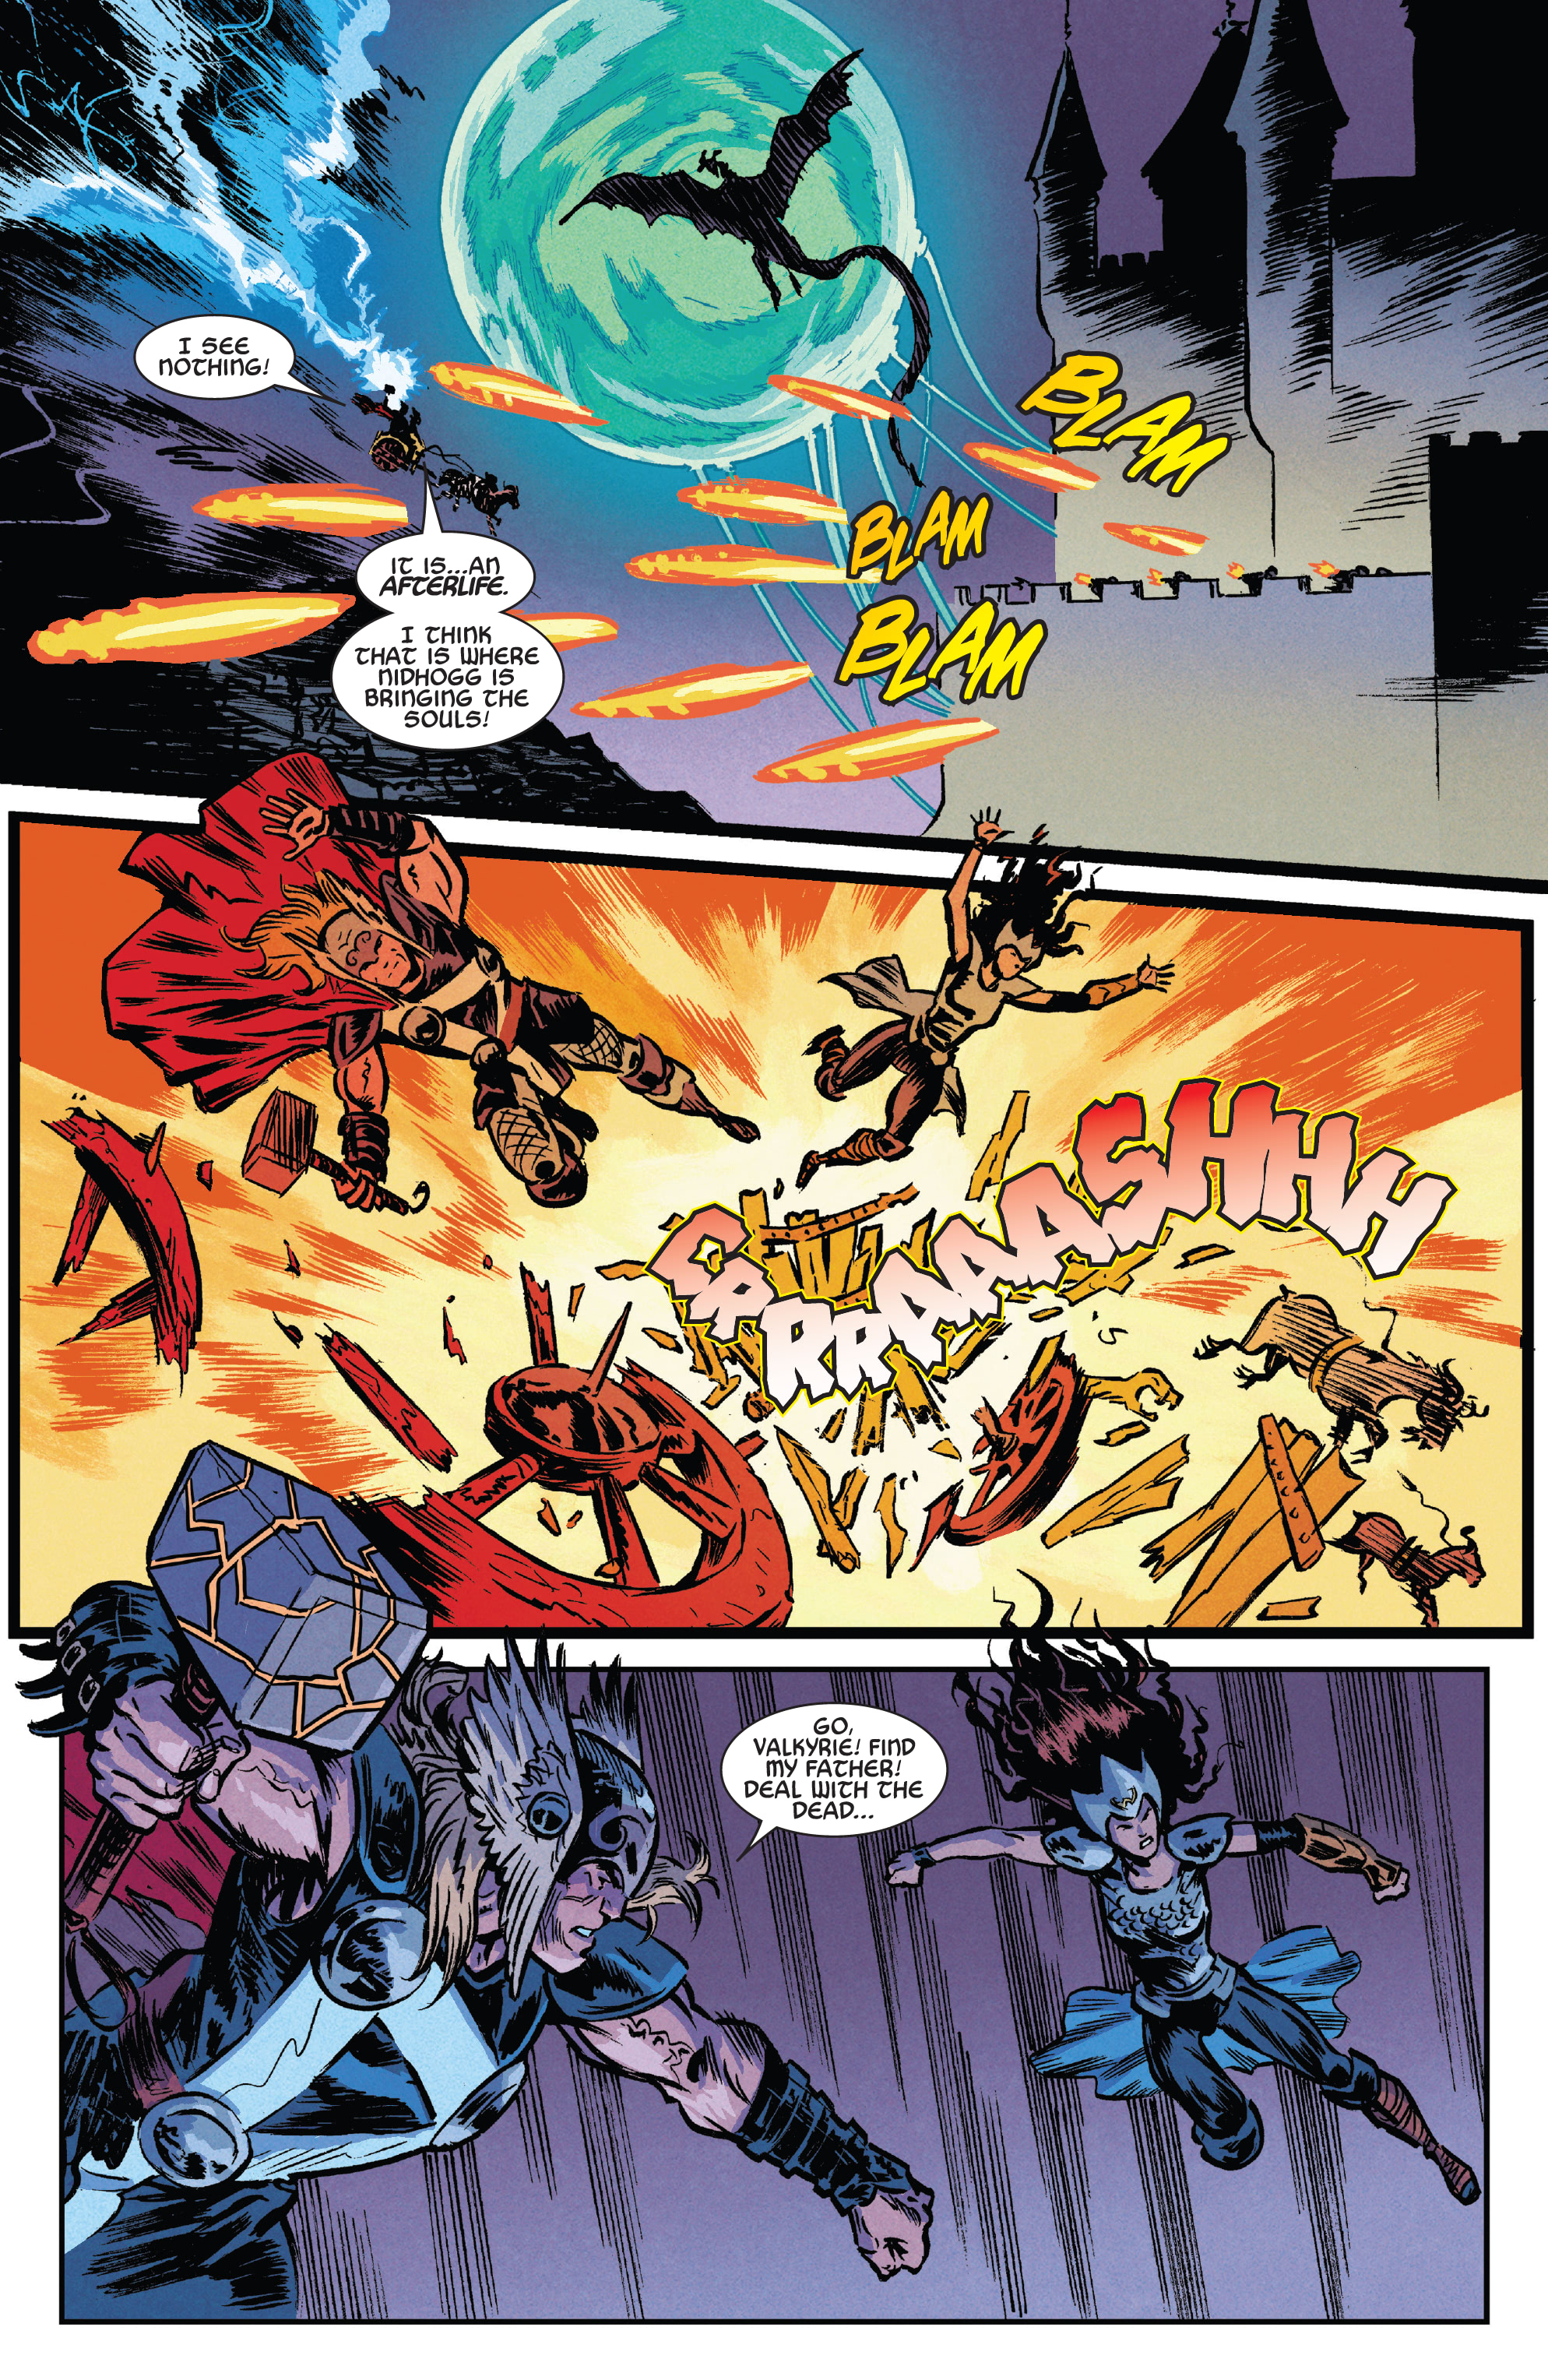 I SEE
NOTHING!
BLAM
BLAM
BLAM
IT IS...AN
AFTERLIFE.
I THINK
THAT IS WHERE
NIDHOGG IS
BRINGING THE
SOULS!
CRRRAAAASHHHH
GO,
VALKYRIE! FIND
MY FATHER!
DEAL WITH THE
DEAD...